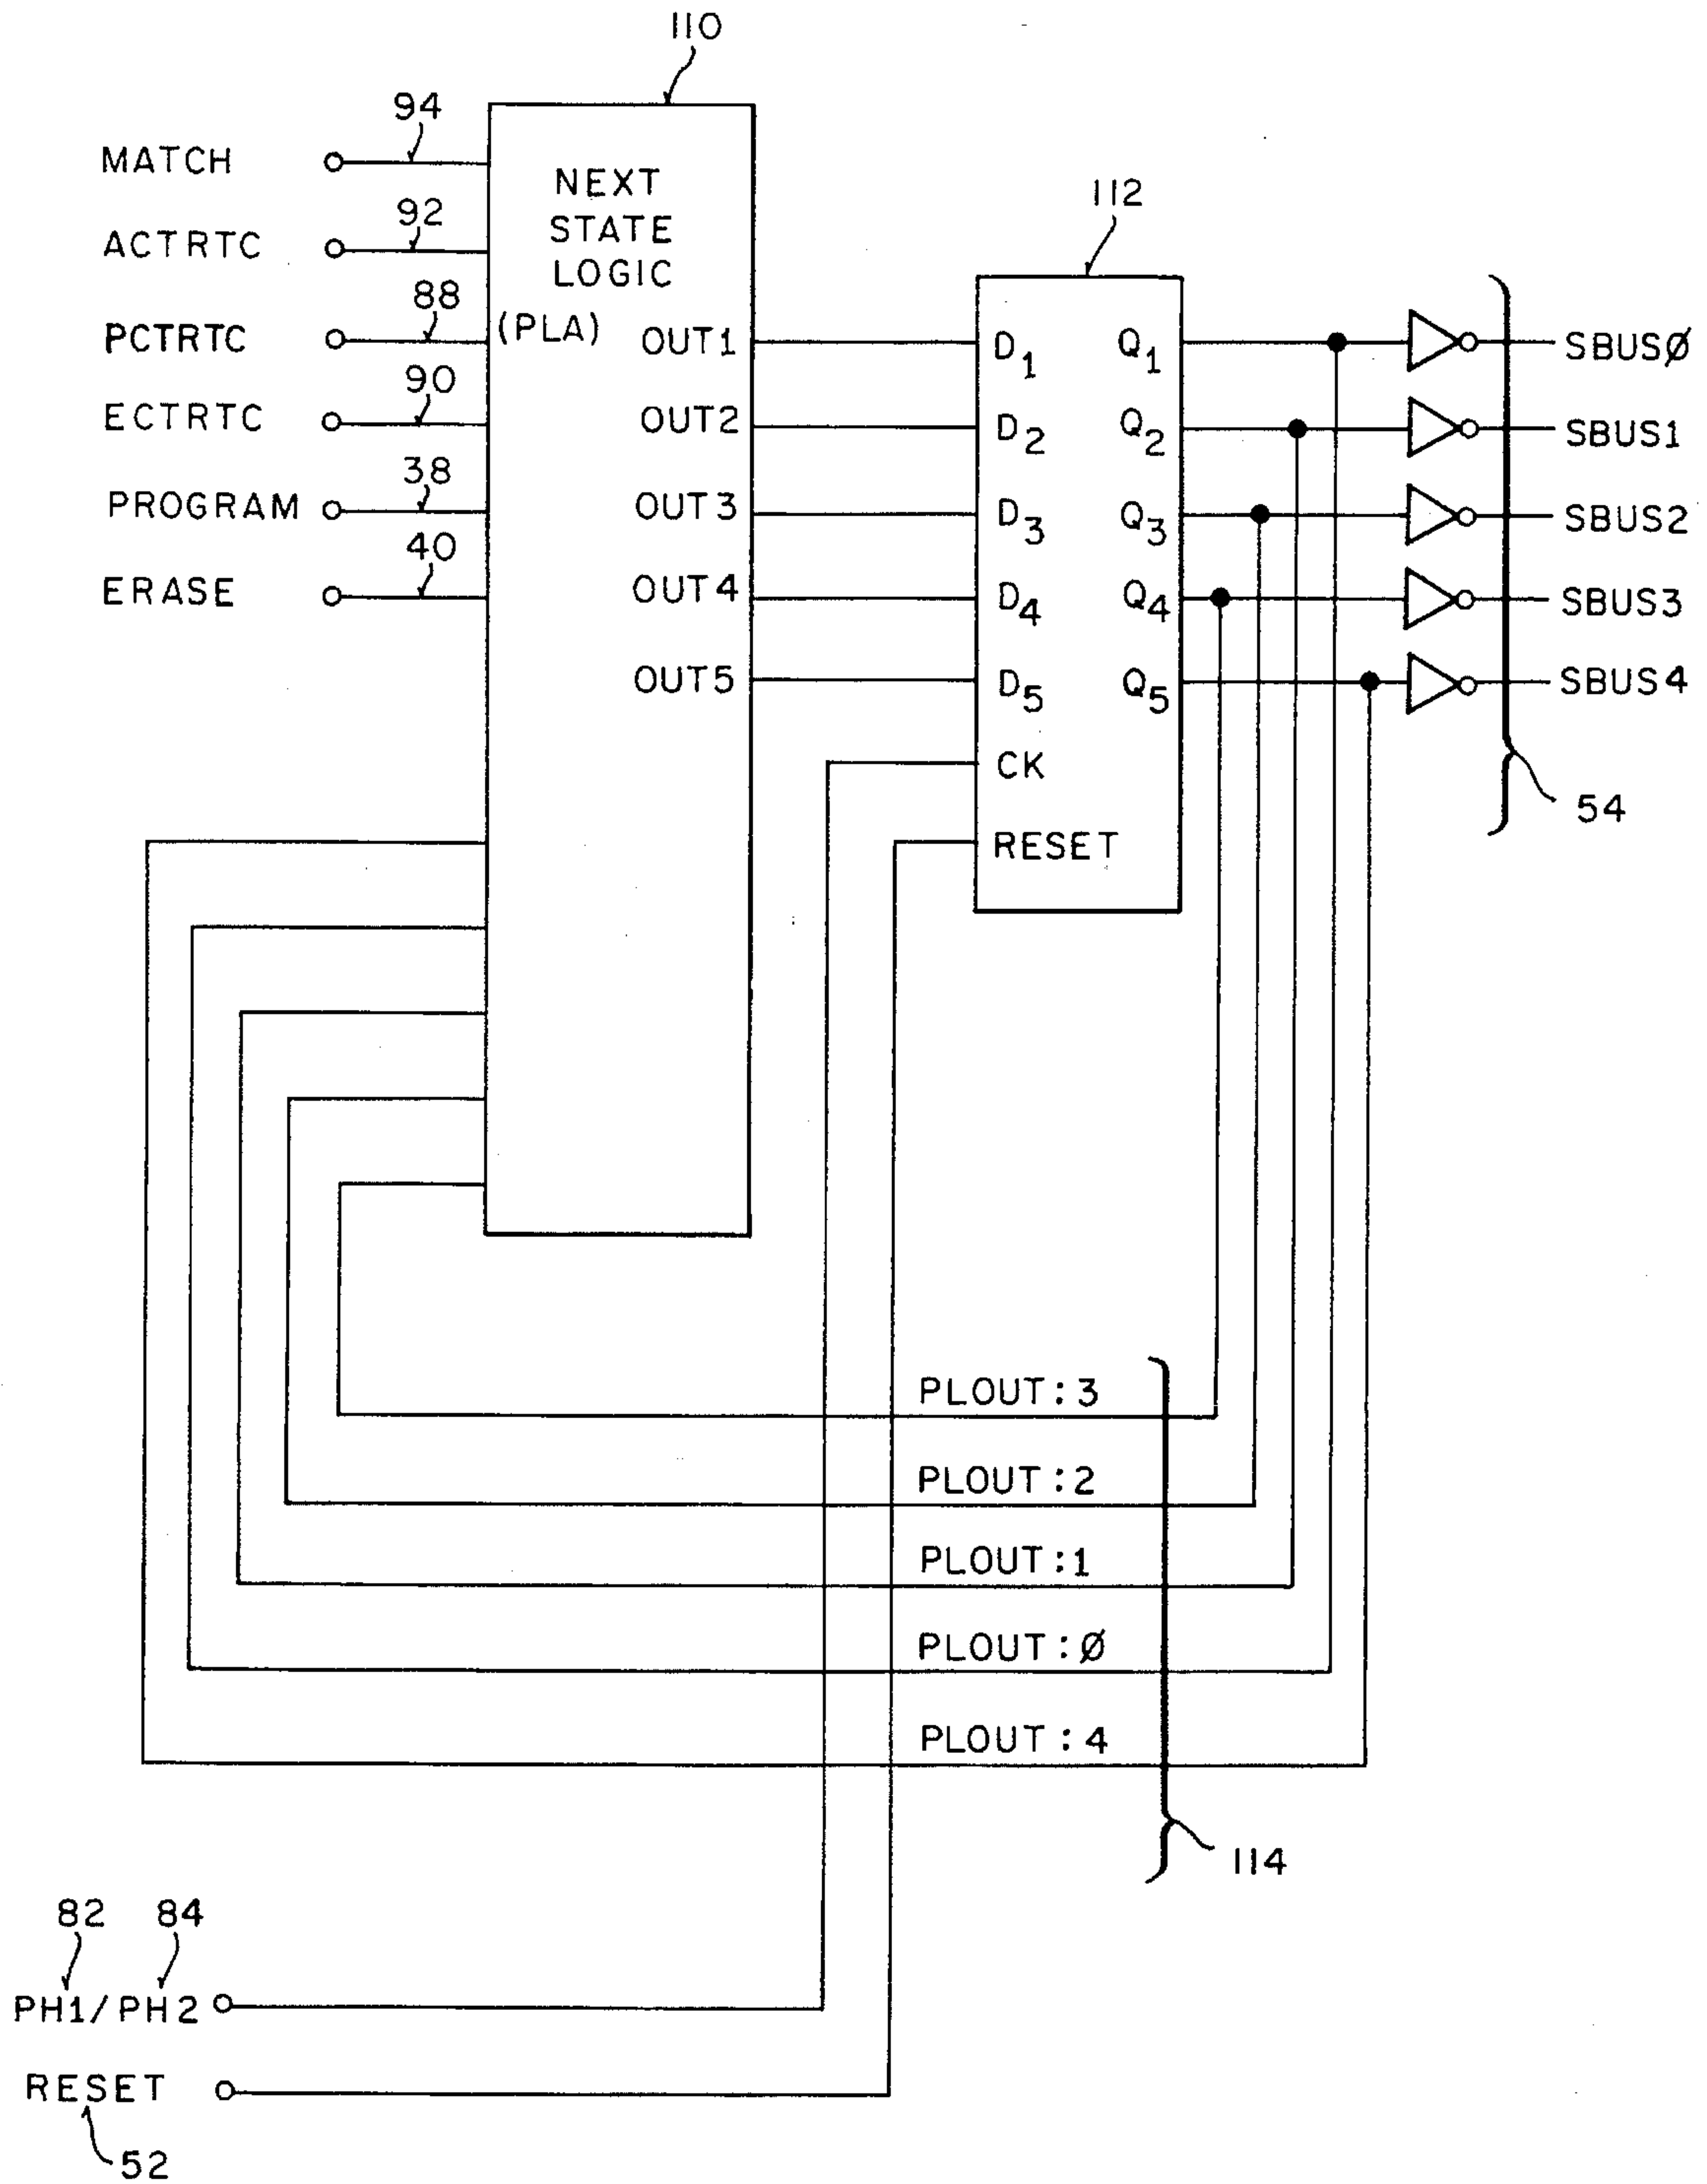 110
94
MATCH
NEXT
STATE
LOGIC
(PLA)
92
ACTRTC
112
88
PCTRTC
OUT1
D1
Q1
SBUSØ
90
ECTRTC
OUT2
D2
Q2
SBUS1
38
PROGRAM
OUT3
D3
Q3
SBUS2
40
ERASE
OUT4
D4
Q4
SBUS3
OUT5
D5
Q5
SBUS4
CK
54
RESET
PLOUT:3
PLOUT:2
PLOUT:1
PLOUT:Ø
PLOUT:4
114
82 84
PH1/PH2
RESET
52